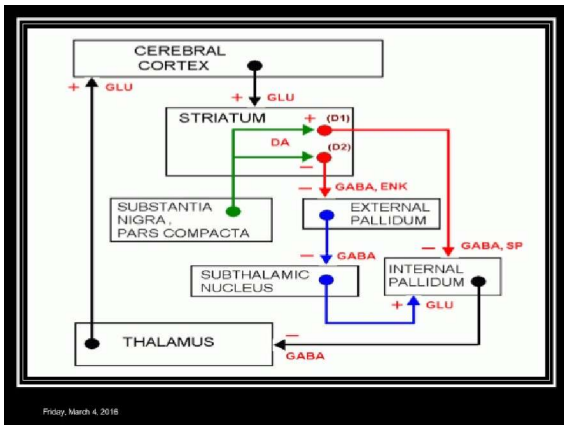 CEREBRAL
CORTEX
+ GLU
+ GLU
STRIATUM
+ (D1)
DA
(D2)
−
− GABA, ENK
SUBSTANTIA
NIGRA,
PARS COMPACTA
EXTERNAL
PALLIDUM
− GABA
− GABA, SP
SUBTHALAMIC
NUCLEUS
INTERNAL
PALLIDUM
+ GLU
THALAMUS
−
GABA
Friday, March 4, 2016